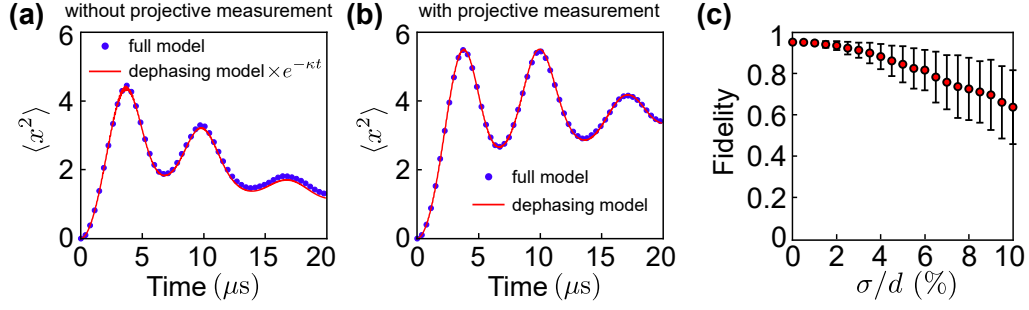 (a) without projective measurement
6
4
2
0
⟨x²⟩
full model
dephasing model × e^{−κt}
0 5 10 15 20
Time (μs)
(b) with projective measurement
6
4
2
0
⟨x²⟩
full model
dephasing model
0 5 10 15 20
Time (μs)
(c)
1
0.8
0.6
0.4
0.2
0
Fidelity
0 2 4 6 8 10
σ/d (%)